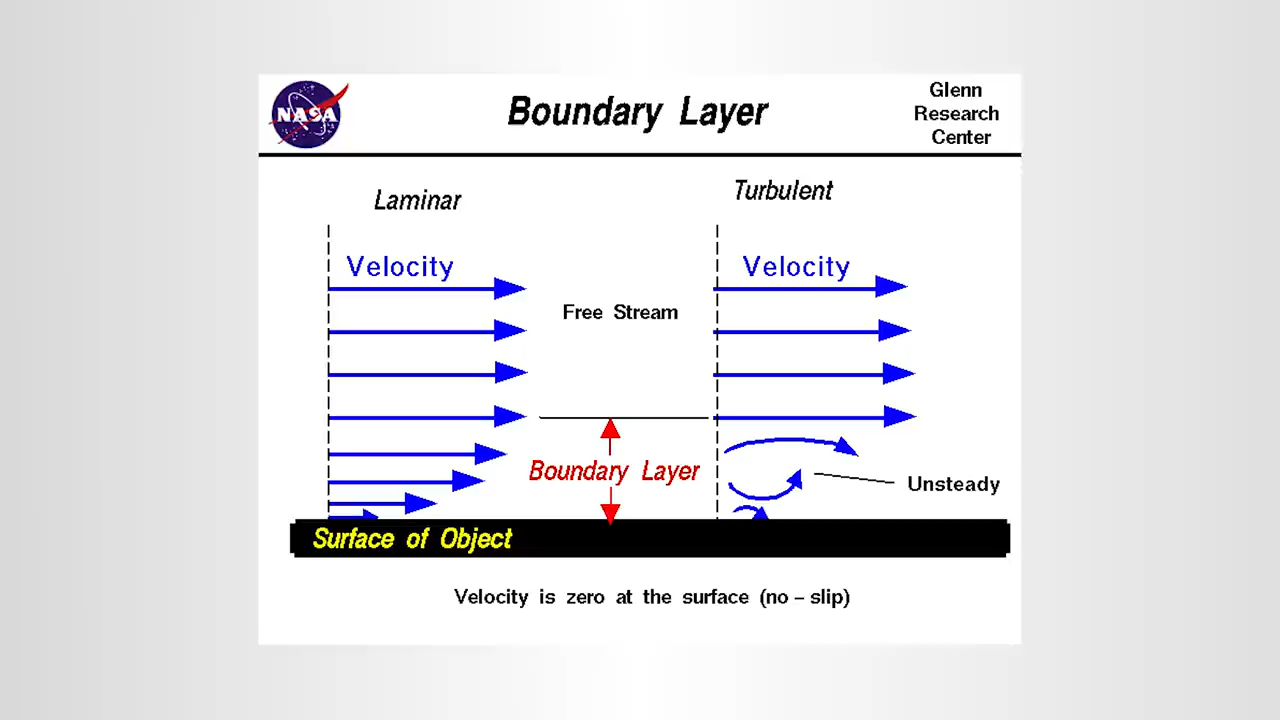 NASA
Boundary Layer
Glenn
Research
Center
Laminar
Turbulent
Velocity
Velocity
Free Stream
Boundary Layer
Unsteady
Surface of Object
Velocity is zero at the surface (no – slip)